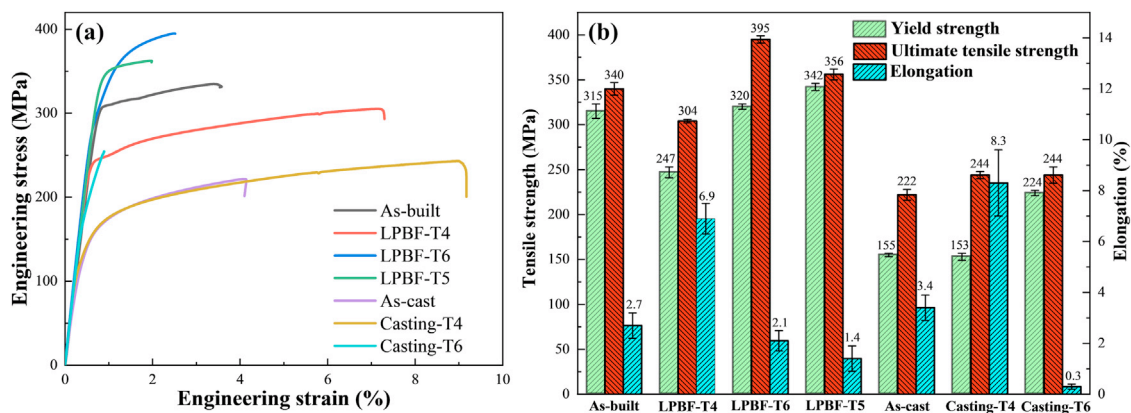 (a)
400
300
200
100
0
Engineering stress (MPa)
As-built
LPBF-T4
LPBF-T6
LPBF-T5
As-cast
Casting-T4
Casting-T6
0 2 4 6 8 10
Engineering strain (%)
(b)
Yield strength
Ultimate tensile strength
Elongation
400
350
300
250
200
150
100
50
0
Tensile strength (MPa)
315 340 2.7
247 304 6.9
320 395 2.1
342 356 1.4
155 222 3.4
153 244 8.3
224 244 0.3
As-built LPBF-T4 LPBF-T6 LPBF-T5 As-cast Casting-T4 Casting-T6
14
12
10
8
6
4
2
0
Elongation (%)